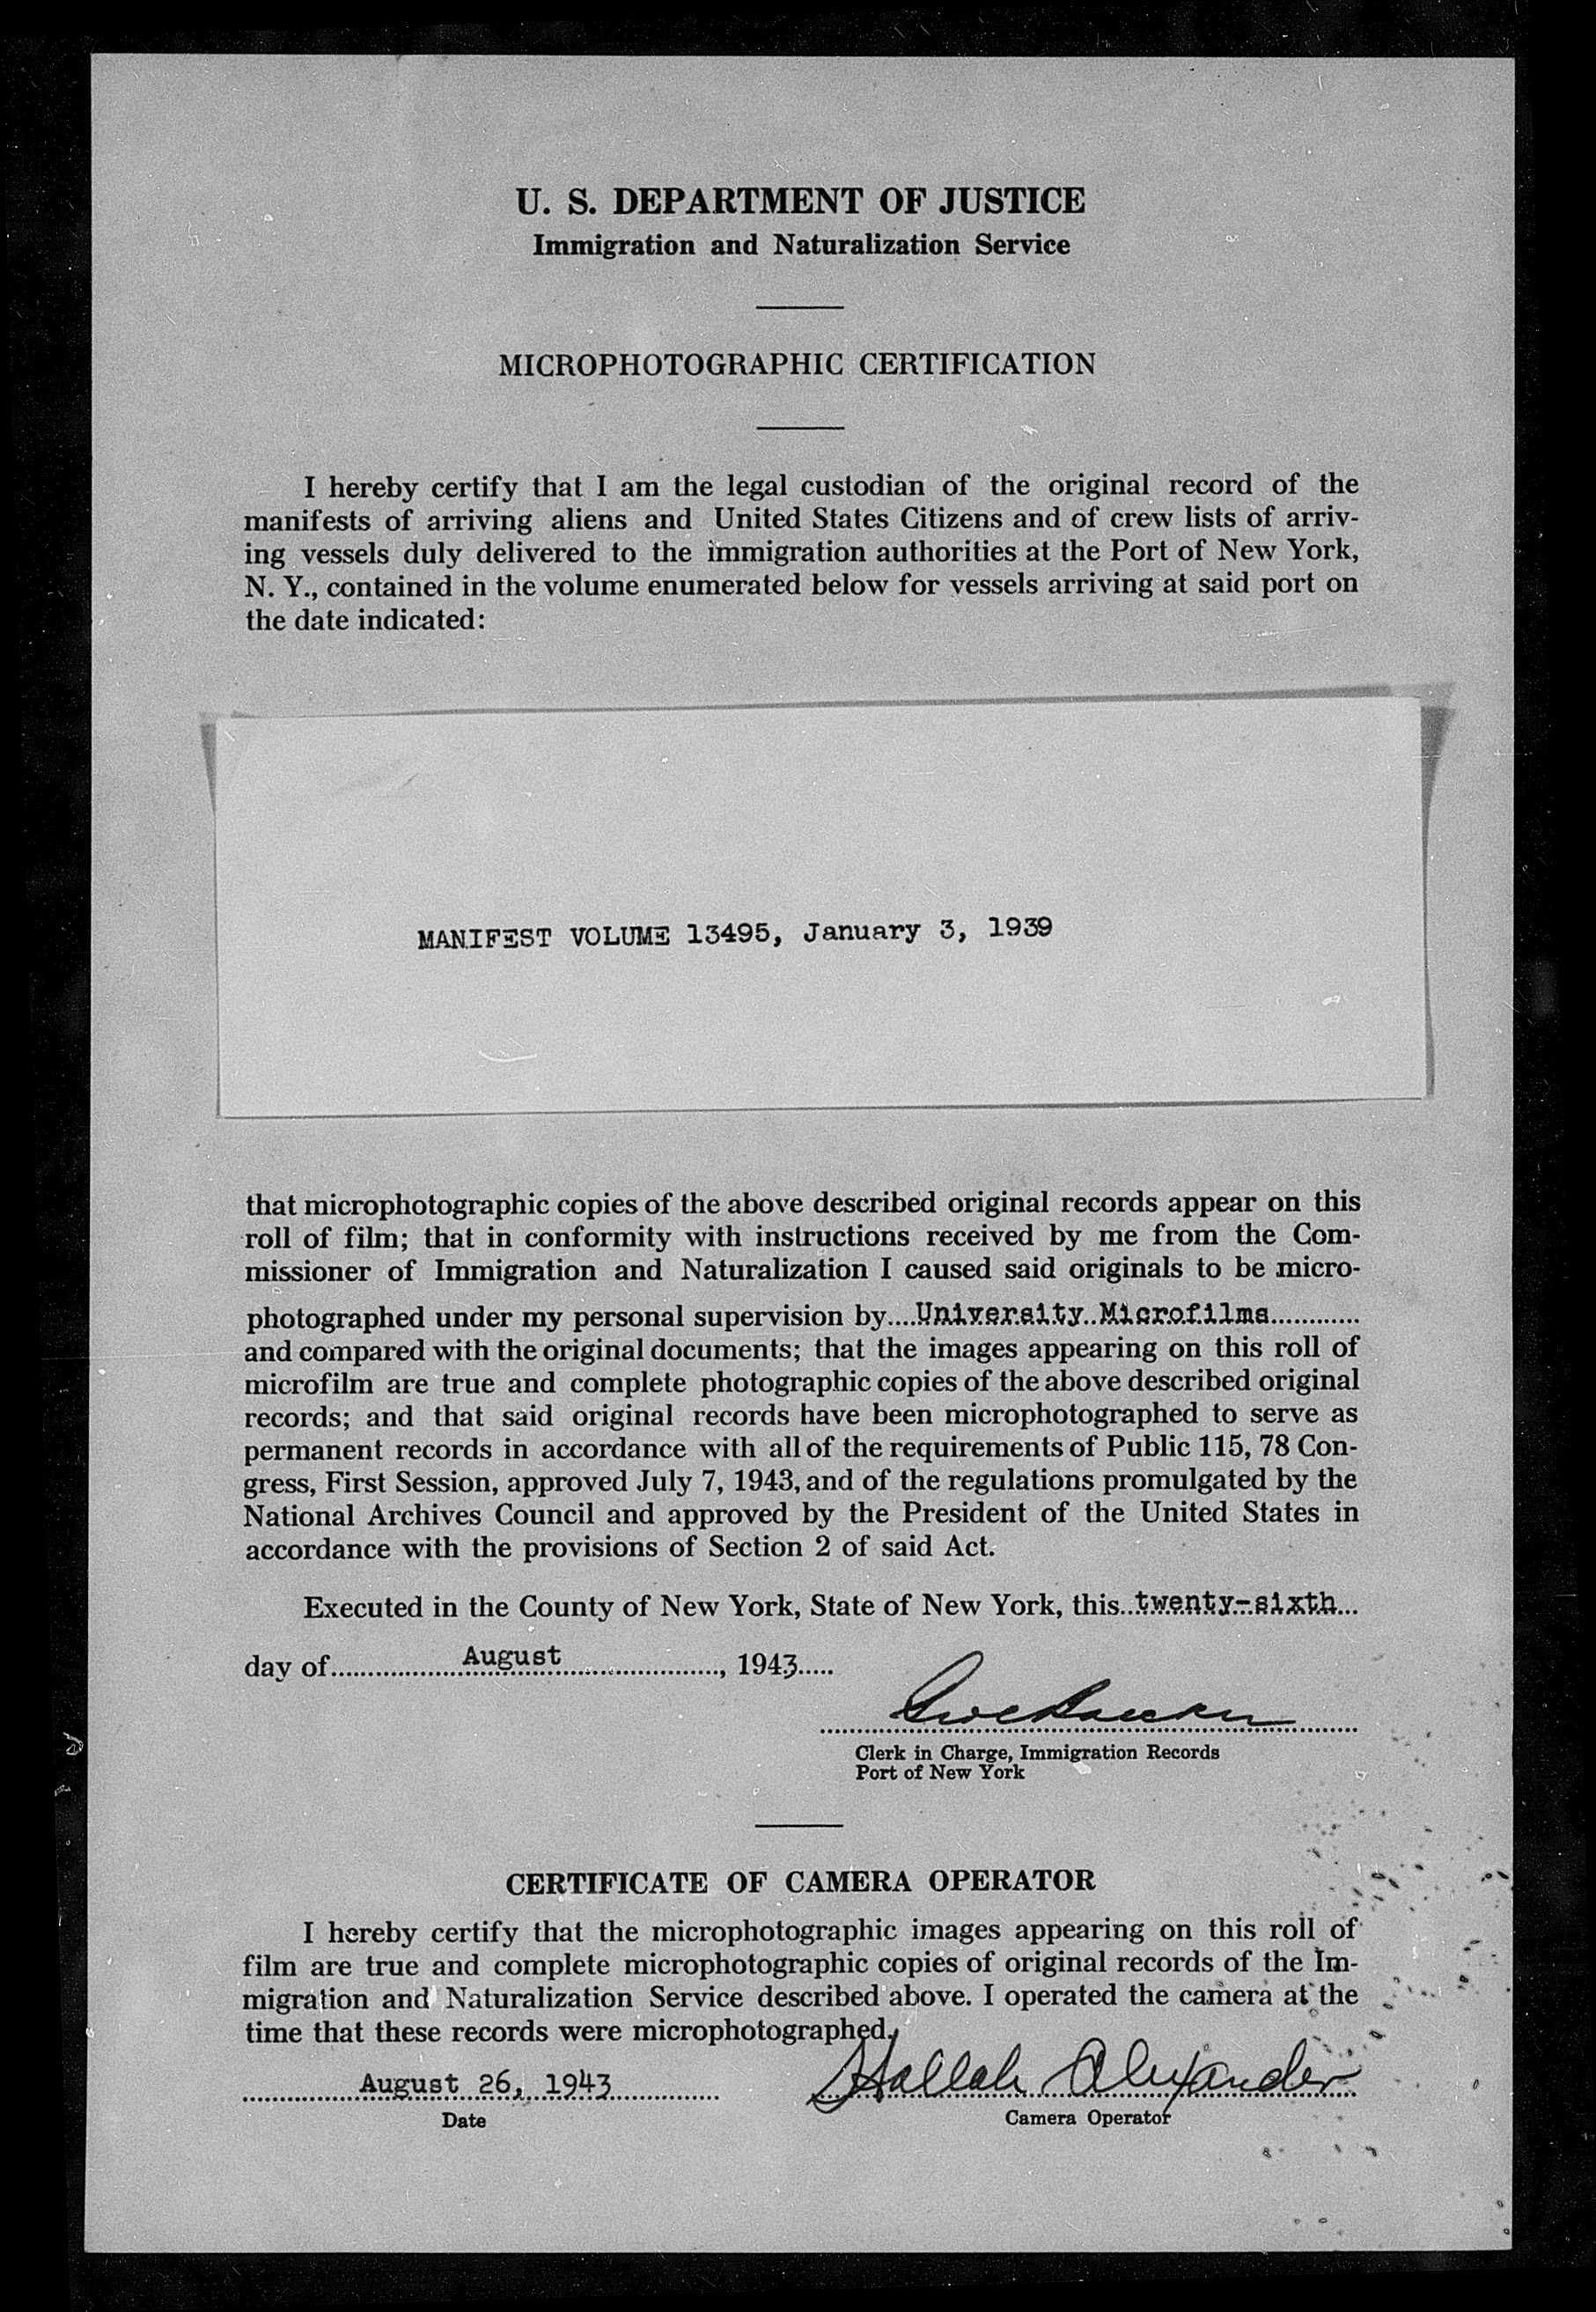 U. S. DEPARTMENT OF JUSTICE
Immigration and Naturalization Service
MICROPHOTOGRAPHIC CERTIFICATION
I hereby certify that I am the legal custodian of the original record of the
manifests of arriving aliens and United States Citizens and of crew lists of arriv-
ing vessels duly delivered to the immigration authorities at the Port of New York,
N. Y., contained in the volume enumerated below for vessels arriving at said port on
the date indicated:
MANIFEST VOLUME 13495, January 3, 1939
that microphotographic copies of the above described original records appear on this
roll of film; that in conformity with instructions received by me from the Com-
missioner of Immigration and Naturalization I caused said originals to be micro-
photographed under my personal supervision by....University Microfilms............
and compared with the original documents; that the images appearing on this roll of
microfilm are true and complete photographic copies of the above described original
records; and that said original records have been microphotographed to serve as
permanent records in accordance with all of the requirements of Public 115, 78 Con-
gress, First Session, approved July 7, 1943, and of the regulations promulgated by the
National Archives Council and approved by the President of the United States in
accordance with the provisions of Section 2 of said Act.
Executed in the County of New York, State of New York, this..twenty-sixth...
day of..................August......................, 1943.....
Clerk in Charge, Immigration Records
Port of New York
CERTIFICATE OF CAMERA OPERATOR
I hereby certify that the microphotographic images appearing on this roll of
film are true and complete microphotographic copies of original records of the Im-
migration and Naturalization Service described above. I operated the camera at the
time that these records were microphotographed.
August 26, 1943 Hallah Alexander
Date Camera Operator